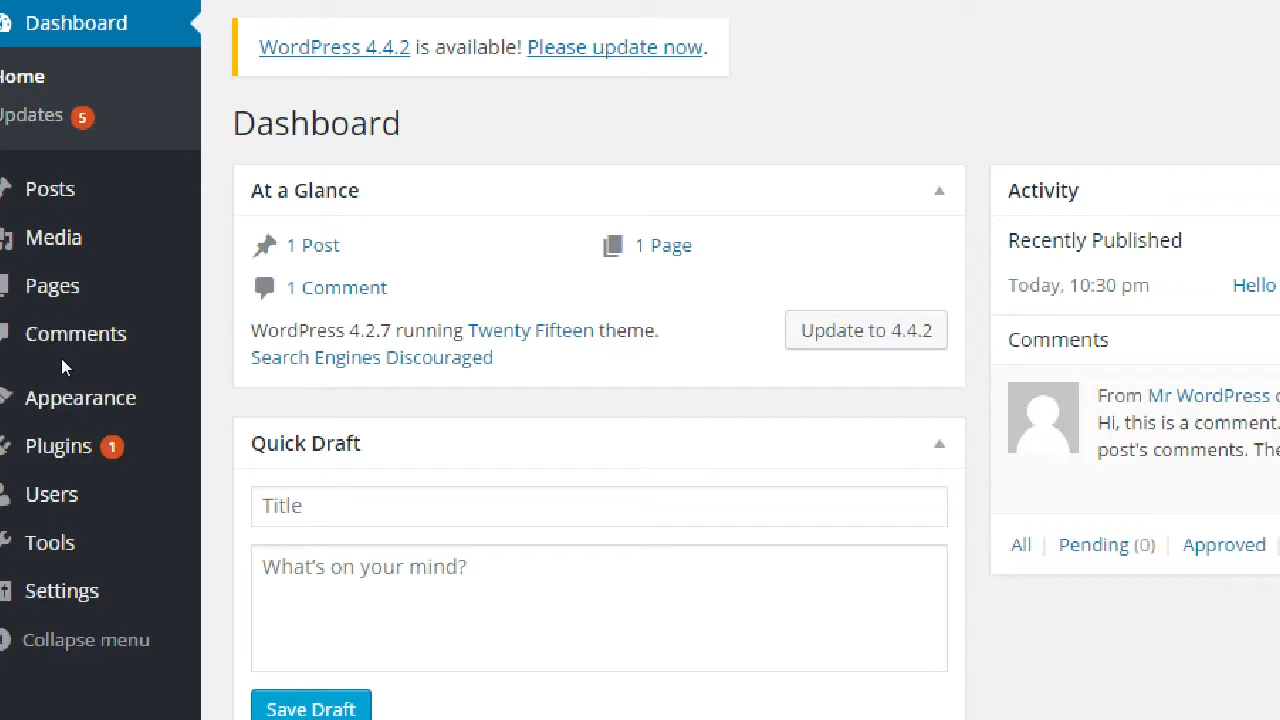 Dashboard
Home
Updates 5
Posts
Media
Pages
Comments
Appearance
Plugins 1
Users
Tools
Settings
Collapse menu
WordPress 4.4.2 is available! Please update now.
Dashboard
At a Glance
1 Post
1 Page
1 Comment
WordPress 4.2.7 running Twenty Fifteen theme.
Update to 4.4.2
Search Engines Discouraged
Quick Draft
Title
What's on your mind?
Save Draft
Activity
Recently Published
Today, 10:30 pm Hello
Comments
From Mr WordPress
Hi, this is a comment.
post's comments. The
All | Pending (0) | Approved |